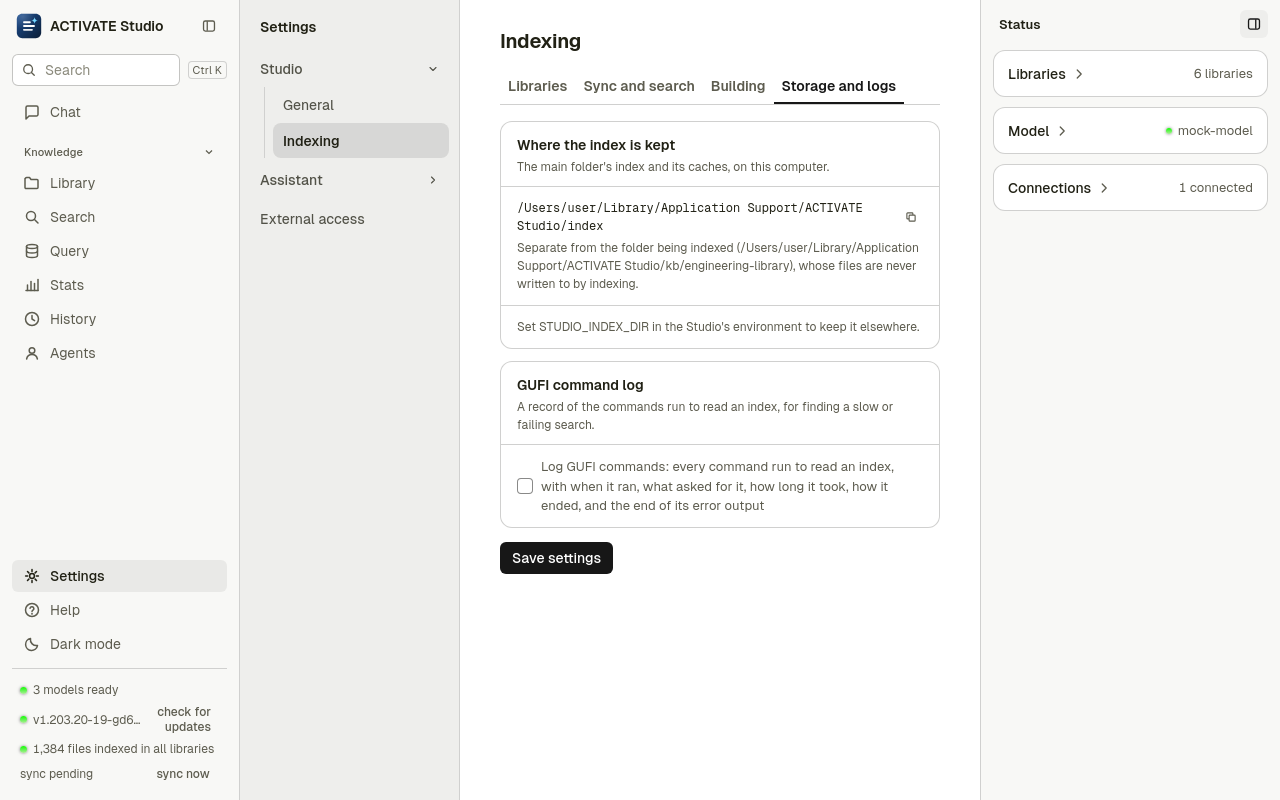 ACTIVATE Studio
Search
Ctrl K
Chat
Knowledge
Library
Search
Query
Stats
History
Agents
Settings
Help
Dark mode
3 models ready
v1.203.20-19-gd6…
check for
updates
1,384 files indexed in all libraries
sync pending
sync now
Settings
Studio
General
Indexing
Assistant
External access
Indexing
Libraries
Sync and search
Building
Storage and logs
Where the index is kept
The main folder's index and its caches, on this computer.
/Users/user/Library/Application Support/ACTIVATE
Studio/index
Separate from the folder being indexed (/Users/user/Library/Application
Support/ACTIVATE Studio/kb/engineering-library), whose files are never
written to by indexing.
Set STUDIO_INDEX_DIR in the Studio's environment to keep it elsewhere.
GUFI command log
A record of the commands run to read an index, for finding a slow or
failing search.
Log GUFI commands: every command run to read an index,
with when it ran, what asked for it, how long it took, how it
ended, and the end of its error output
Save settings
Status
Libraries
6 libraries
Model
mock-model
Connections
1 connected